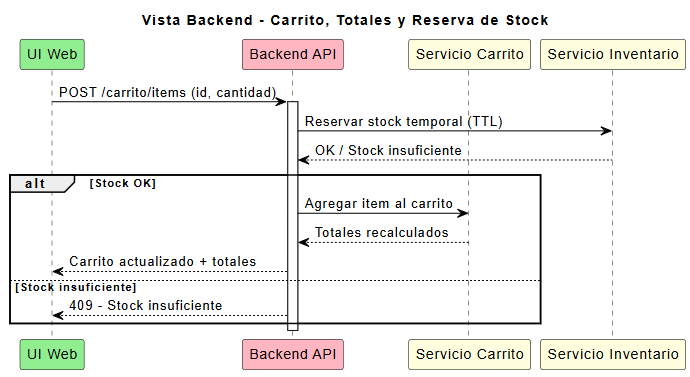 Vista Backend - Carrito, Totales y Reserva de Stock
UI Web
Backend API
Servicio Carrito
Servicio Inventario
POST /carrito/items (id, cantidad)
Reservar stock temporal (TTL)
OK / Stock insuficiente
alt
[Stock OK]
Agregar item al carrito
Totales recalculados
Carrito actualizado + totales
[Stock insuficiente]
409 - Stock insuficiente
UI Web
Backend API
Servicio Carrito
Servicio Inventario